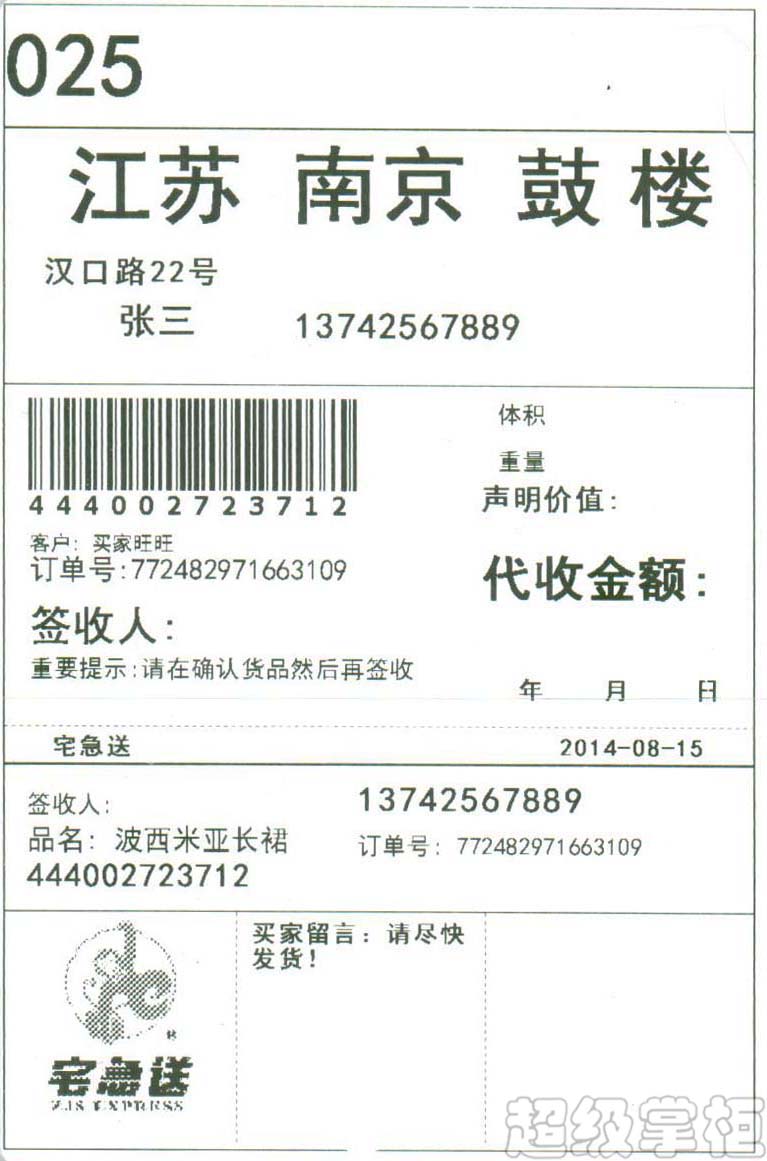 025
江苏 南京 鼓楼
汉口路22号
张三 13742567889
体积
重量
444002723712
声明价值:
客户: 买家旺旺
订单号:772482971663109
代收金额:
签收人:
重要提示:请在确认货品然后再签收
年 月 日
宅急送 2014-08-15
签收人: 13742567889
品名: 波西米亚长裙 订单号: 772482971663109
444002723712
买家留言: 请尽快
发货!
®
宅急送
ZJS EXPRESS
超级掌柜